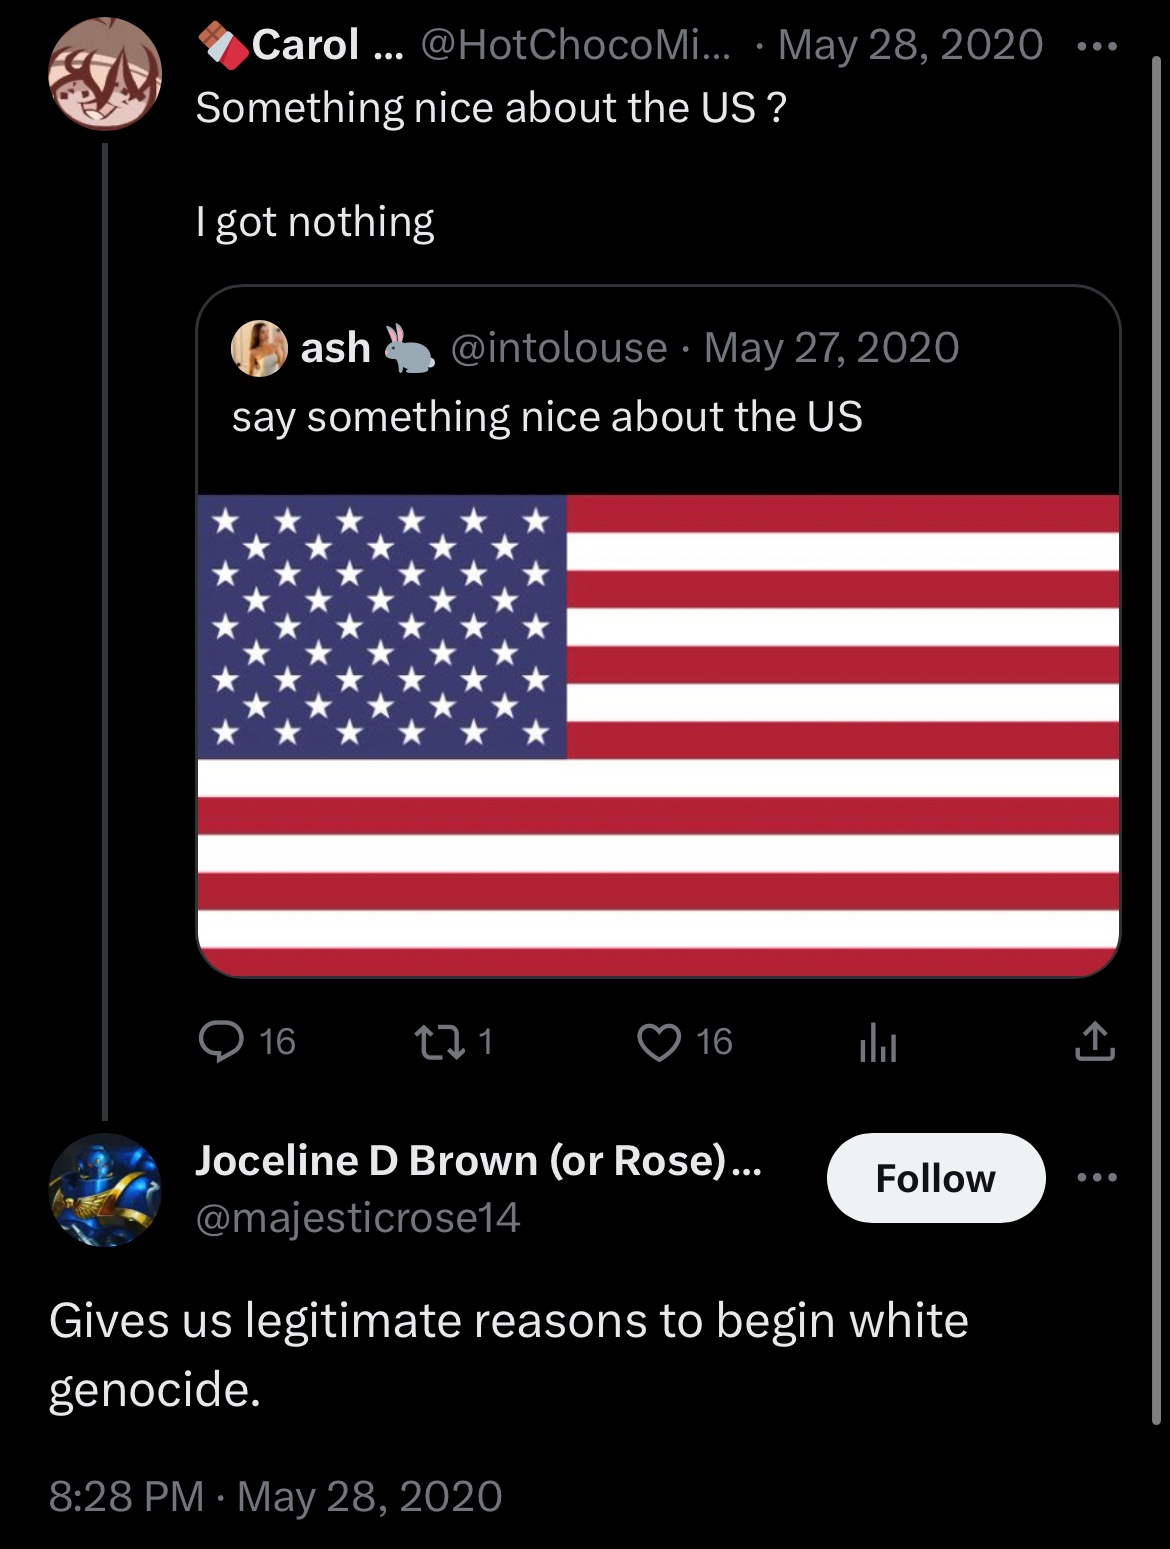 🍫Carol ... @HotChocoMi... · May 28, 2020
Something nice about the US ?
I got nothing
ash 🐇 @intolouse · May 27, 2020
say something nice about the US
16 1 16
Joceline D Brown (or Rose)...
Follow
@majesticrose14
Gives us legitimate reasons to begin white
genocide.
8:28 PM · May 28, 2020